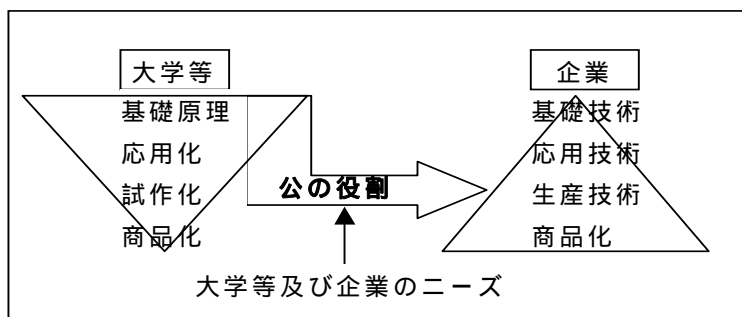 大学等
基礎原理
応用化
試作化
商品化
公の役割
企業
基礎技術
応用技術
生産技術
商品化
大学等及び企業のニーズ